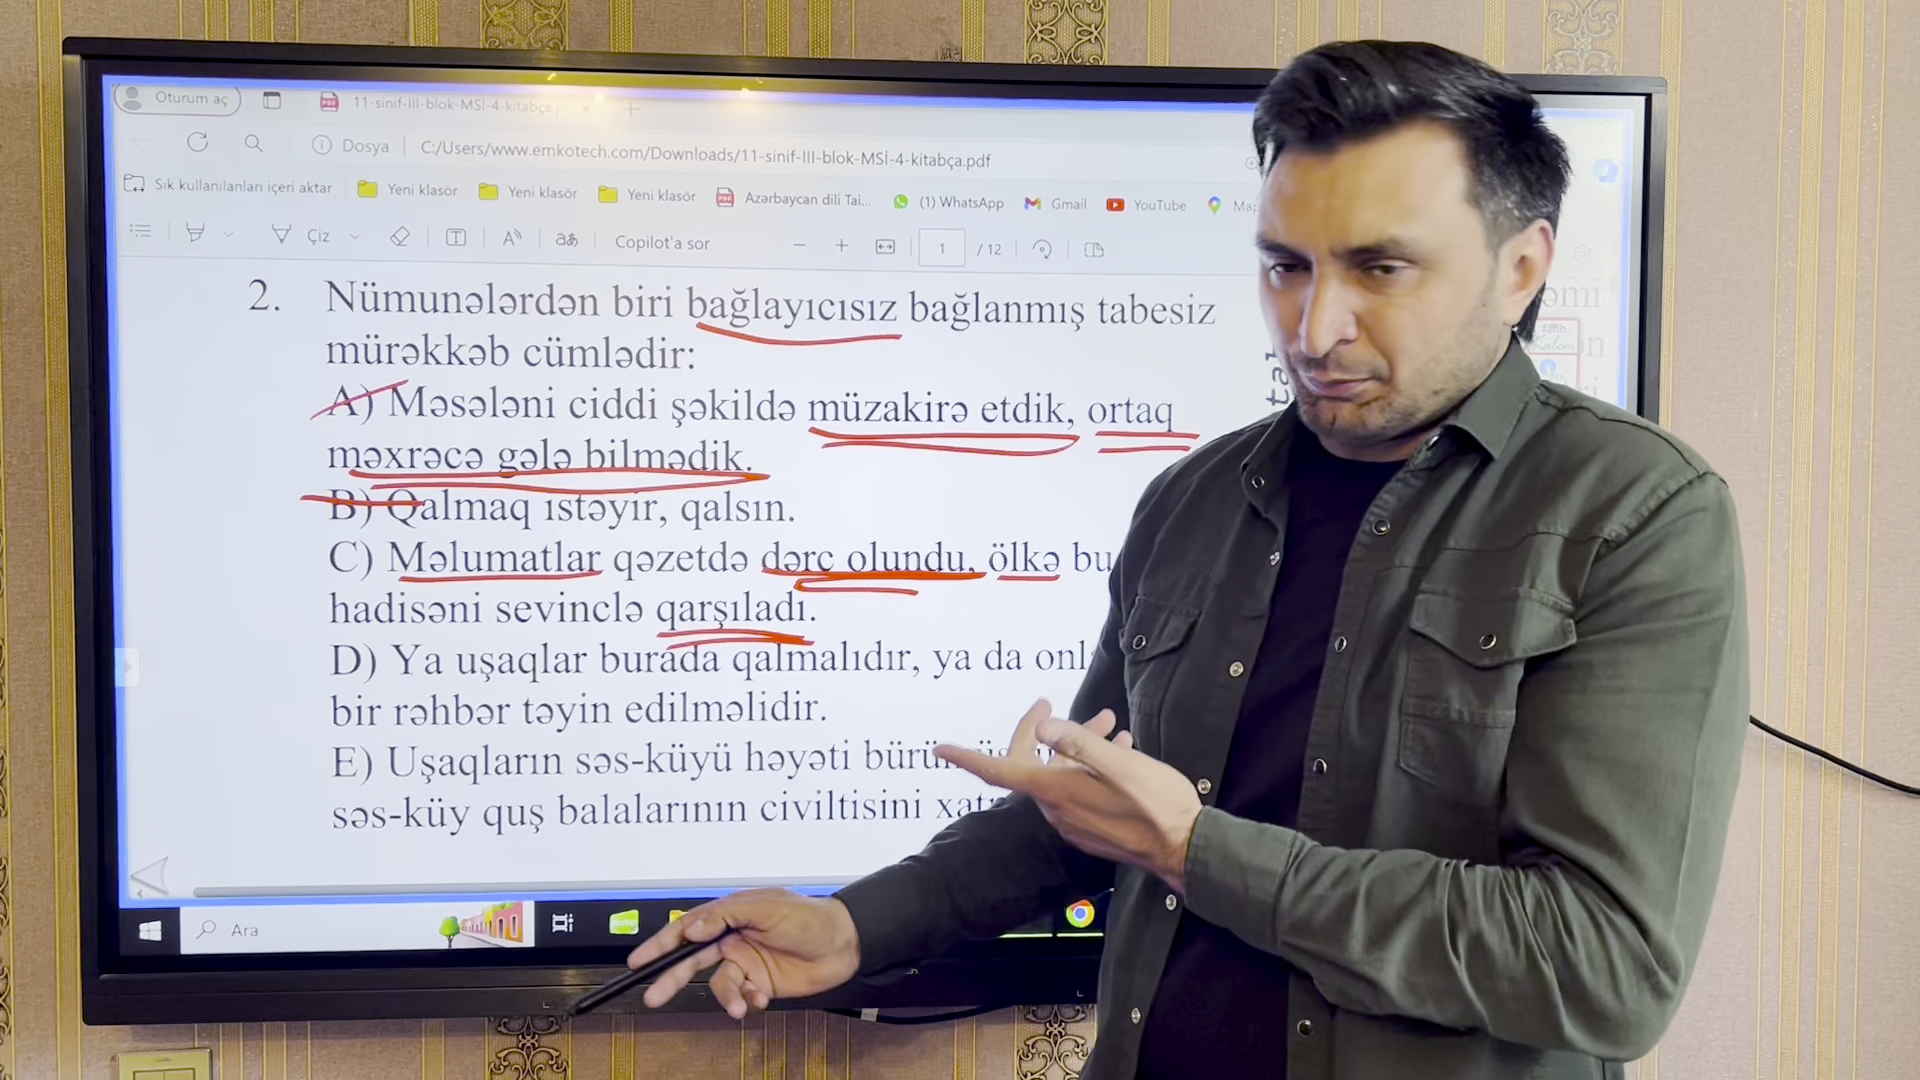 Oturum aç
11-sinif-III-blok-MSİ-4-kitabça
Dosya
C:/Users/www.emkotech.com/Downloads/11-sinif-III-blok-MSİ-4-kitabça.pdf
Sık kullanılanları içeri aktar
Yeni klasör
Yeni klasör
Yeni klasör
Azərbaycan dili Tai...
(1) WhatsApp
Gmail
YouTube
Map
Çiz
aあ
Copilot'a sor
1
/ 12
2. Nümunələrdən biri bağlayıcısız bağlanmış tabesiz
mürəkkəb cümlədir:
A) Məsələni ciddi şəkildə müzakirə etdik, ortaq
məxrəcə gələ bilmədik.
B) Qalmaq istəyir, qalsın.
C) Məlumatlar qəzetdə dərc olundu, ölkə bu
hadisəni sevinclə qarşıladı.
D) Ya uşaqlar burada qalmalıdır, ya da
bir rəhbər təyin edilməlidir.
E) Uşaqların səs-küyü həyəti
səs-küy quş balalarının civiltisini
Ara